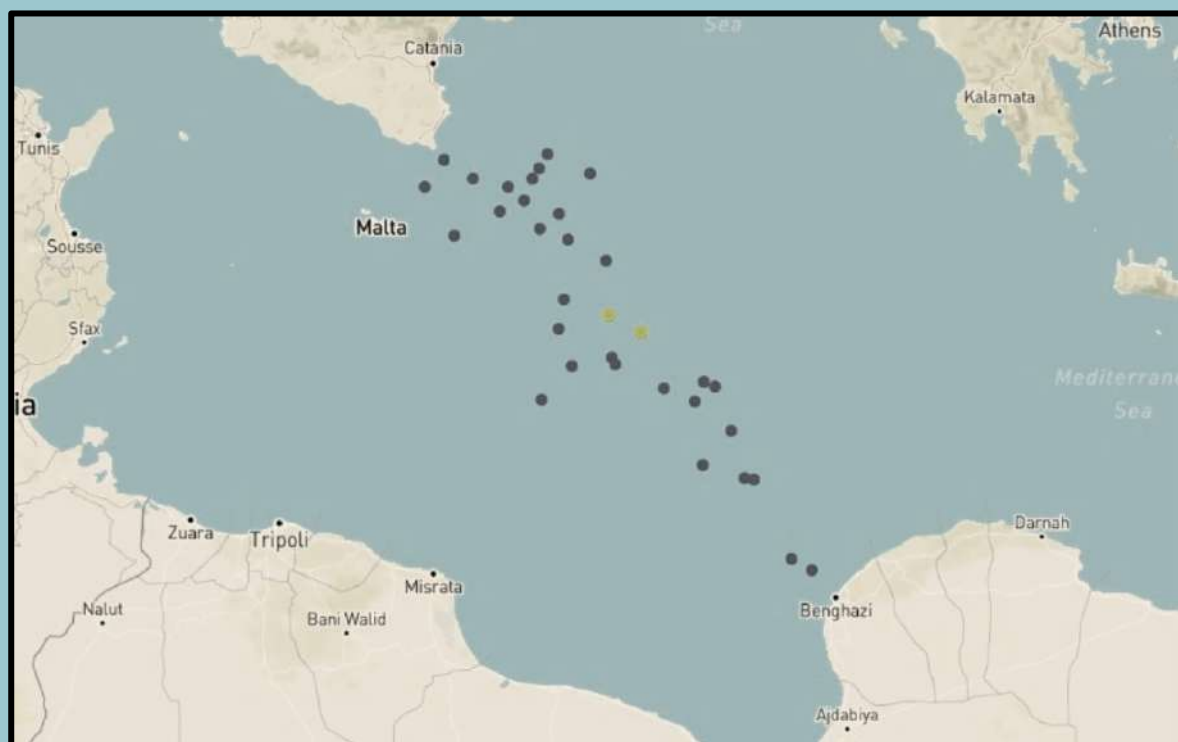 Sea
Athens
Catania
Kalamata
Tunis
Malta
Sousse
Sfax
Mediterran
Sea
ia
Zuara
Tripoli
Darnah
Misrata
Nalut
Bani Walid
Benghazi
Ajdabiya